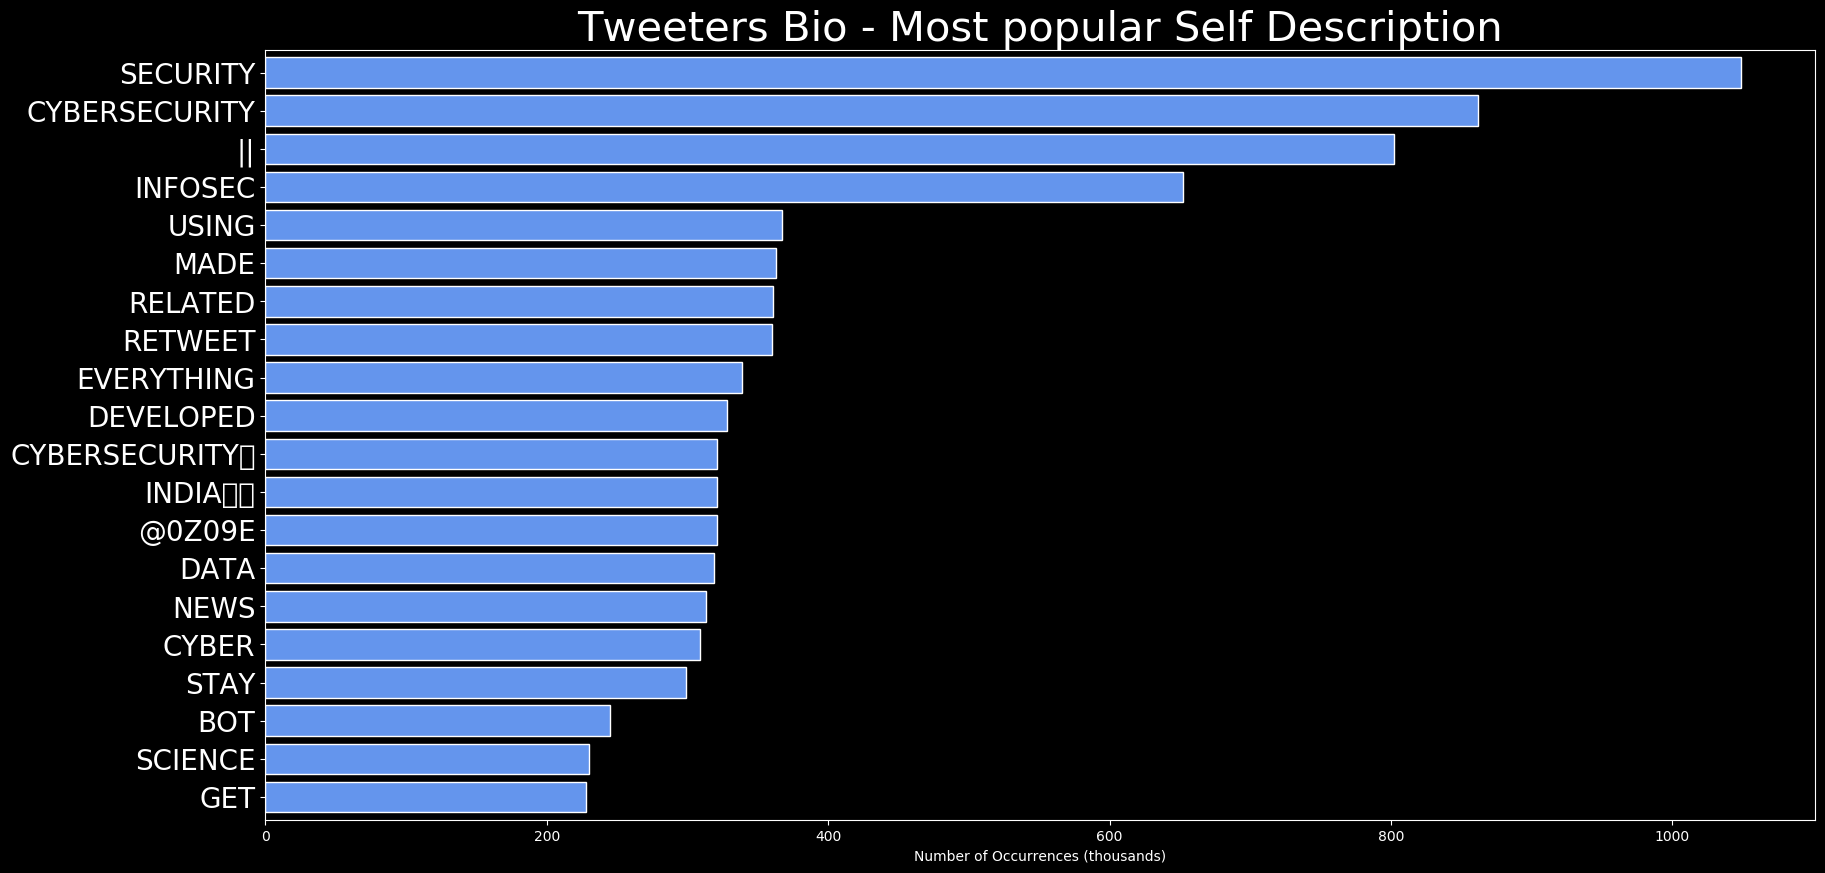 Tweeters Bio - Most popular Self Description
SECURITY
CYBERSECURITY
||
INFOSEC
USING
MADE
RELATED
RETWEET
EVERYTHING
DEVELOPED
CYBERSECURITY▯
INDIA▯▯
@0Z09E
DATA
NEWS
CYBER
STAY
BOT
SCIENCE
GET
0 200 400 600 800 1000
Number of Occurrences (thousands)